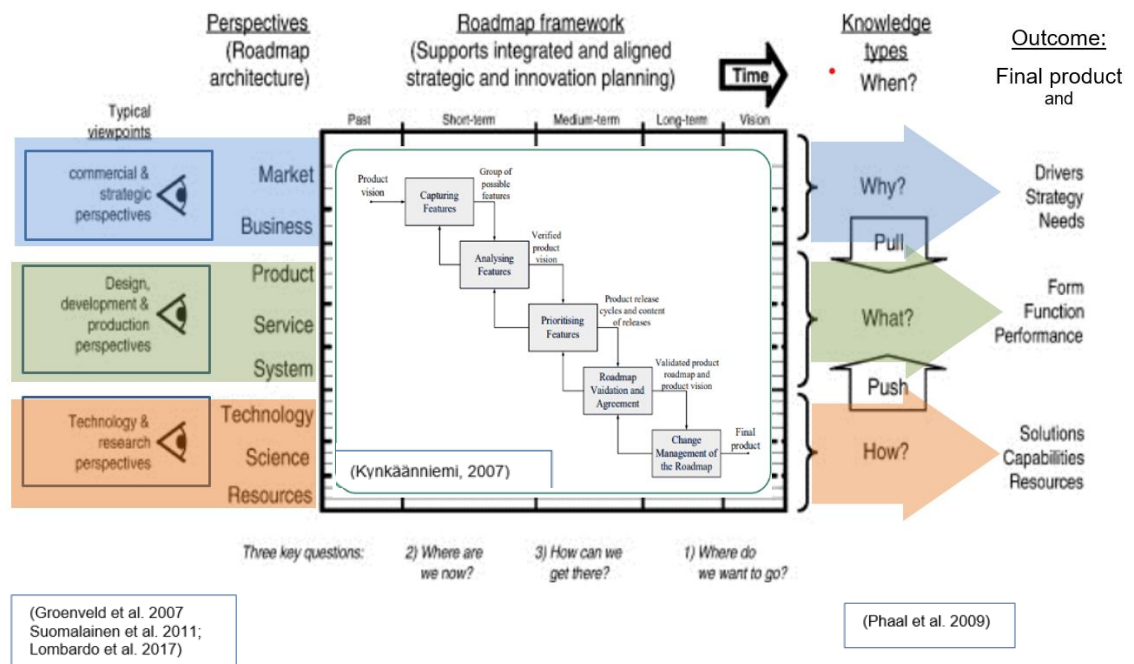 Perspectives
(Roadmap
architecture)
Roadmap framework
(Supports integrated and aligned
strategic and innovation planning)
Time
Knowledge
types
When?
Outcome:
Final product
and
Typical
viewpoints
Past
Short-term
Medium-term
Long-term
Vision
commercial &
strategic
perspectives
Market
Business
Design,
development &
production
perspectives
Product
Service
System
Technology &
research
perspectives
Technology
Science
Resources
Product
vision
Capturing
Features
Group of
possible
features
Analysing
Features
Verified
product
vision
Prioritising
Features
Product release
cycles and content
of releases
Roadmap
Vaidation and
Agreement
Validated product
roadmap and
product vision
Change
Management of
the Roadmap
Final
product
(Kynkäänniemi, 2007)
Why?
Pull
What?
Push
How?
Drivers
Strategy
Needs
Form
Function
Performance
Solutions
Capabilities
Resources
Three key questions:
2) Where are
we now?
3) How can we
get there?
1) Where do
we want to go?
(Groenveld et al. 2007
Suomalainen et al. 2011;
Lombardo et al. 2017)
(Phaal et al. 2009)